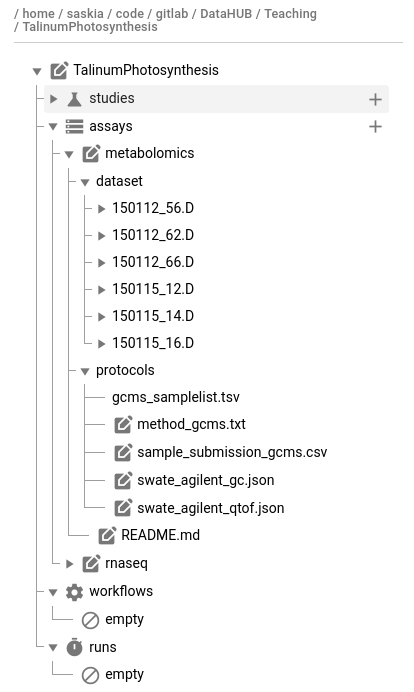 / home / saskia / code / gitlab / DataHUB / Teaching
/ TalinumPhotosynthesis
TalinumPhotosynthesis
studies
assays
metabolomics
dataset
150112_56.D
150112_62.D
150112_66.D
150115_12.D
150115_14.D
150115_16.D
protocols
gcms_samplelist.tsv
method_gcms.txt
sample_submission_gcms.csv
swate_agilent_gc.json
swate_agilent_qtof.json
README.md
rnaseq
workflows
empty
runs
empty